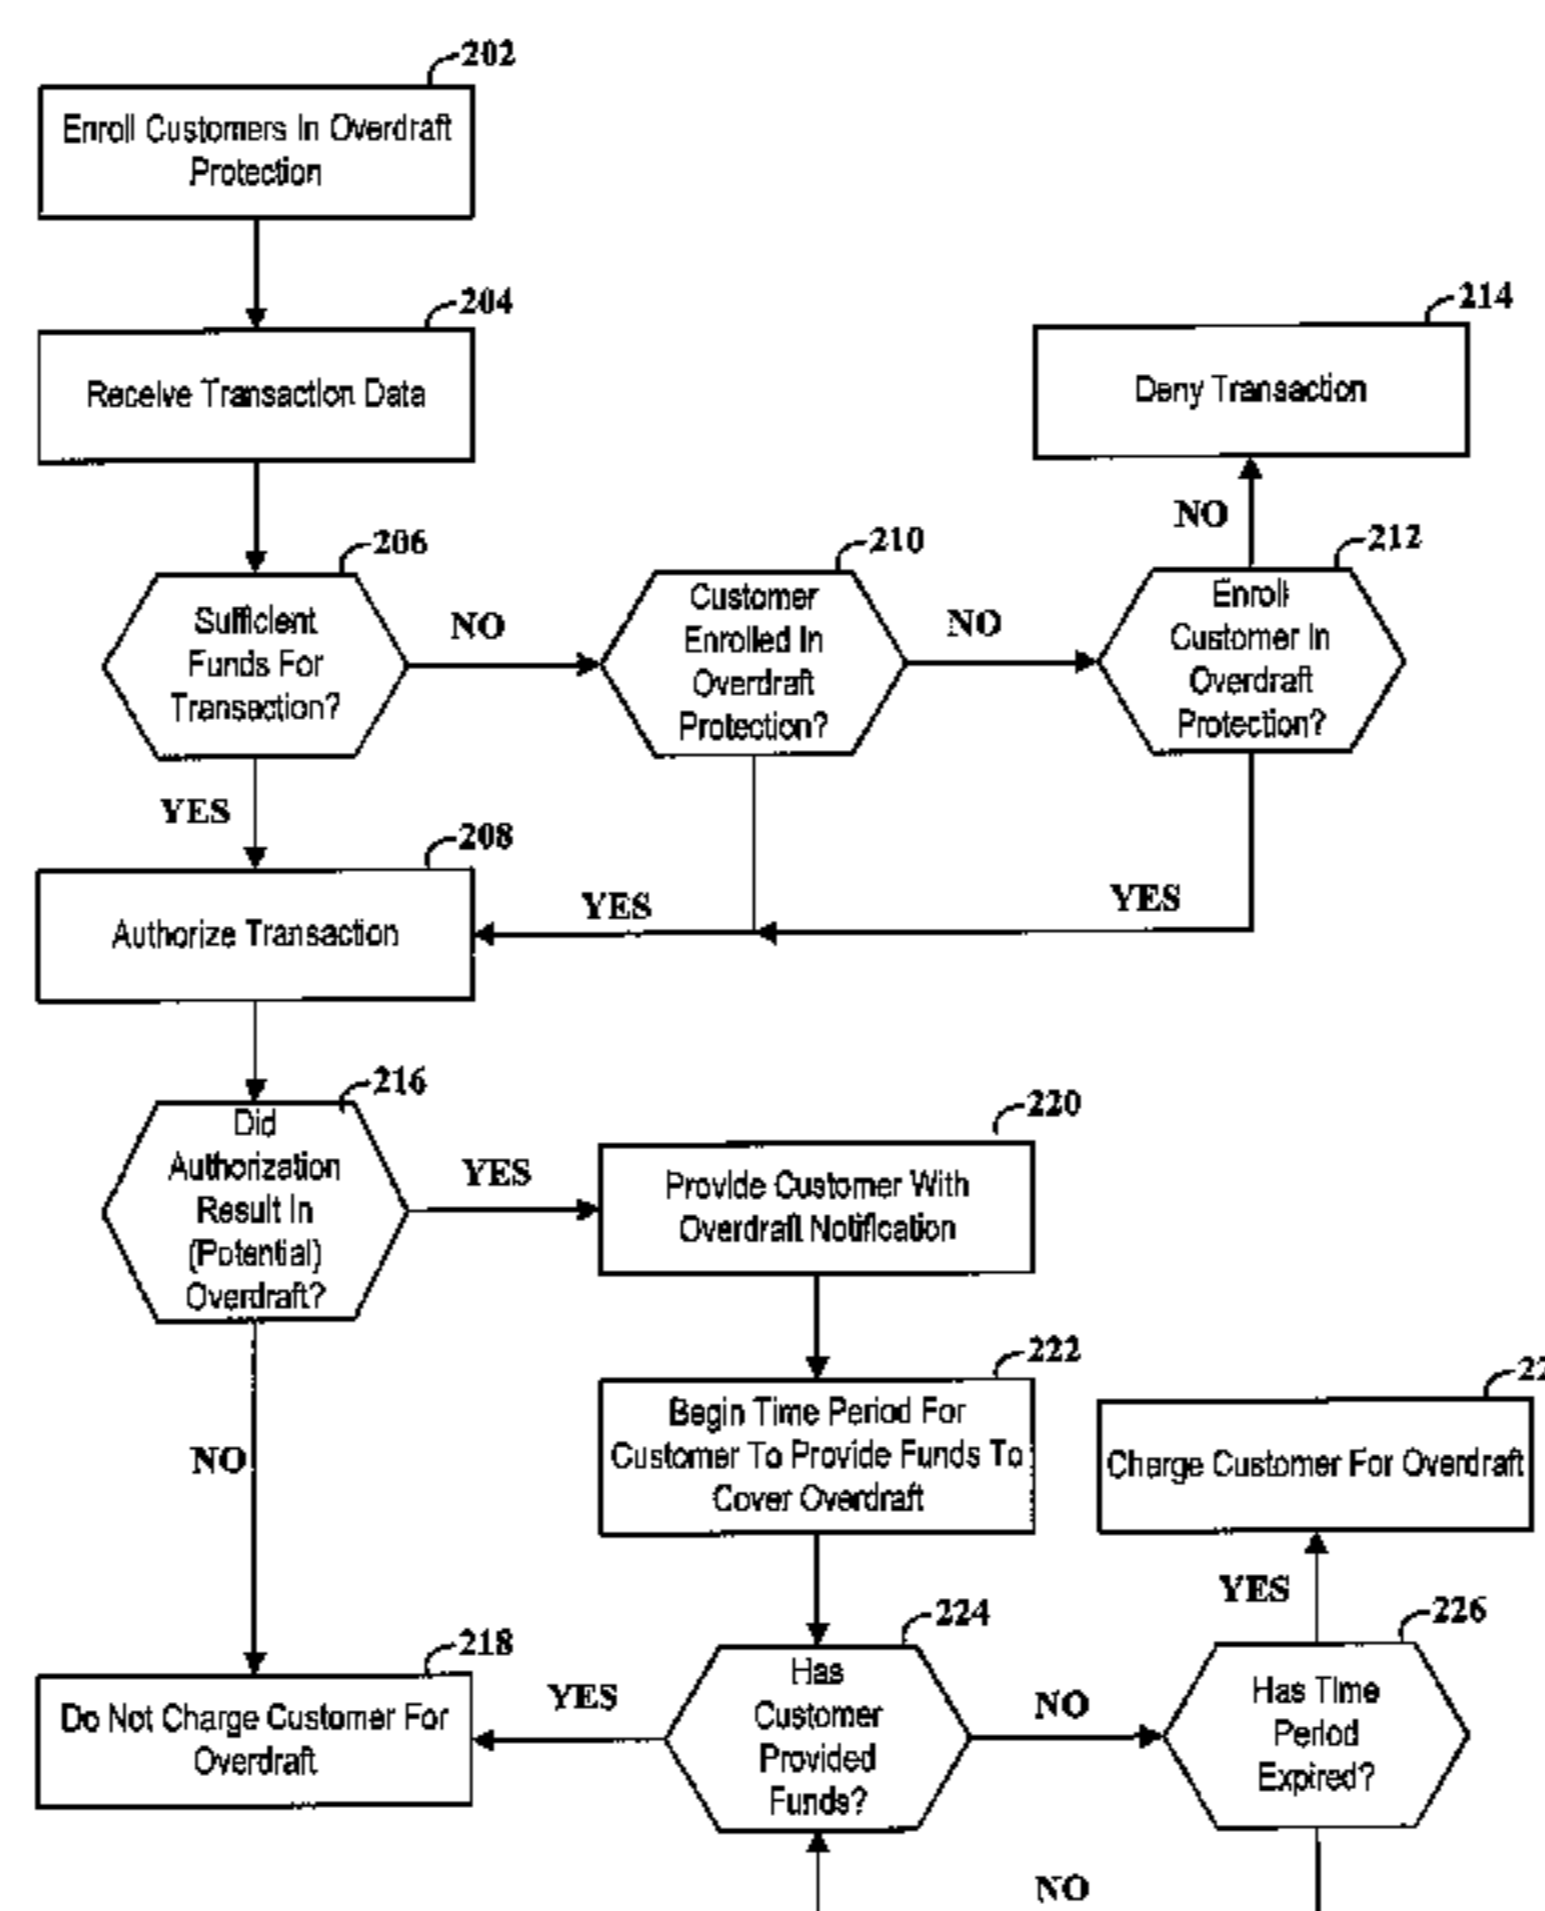 202
Enroll Customers In Overdraft
Protection
204
Receive Transaction Data
214
Deny Transaction
NO
206
Sufficient
Funds For
Transaction?
NO
210
Customer
Enrolled In
Overdraft
Protection?
NO
212
Enroll
Customer In
Overdraft
Protection?
YES
208
Authorize Transaction
YES
YES
216
Did
Authorization
Result In
(Potential)
Overdraft?
YES
220
Provide Customer With
Overdraft Notification
222
Begin Time Period For
Customer To Provide Funds To
Cover Overdraft
NO
Charge Customer For Overdraft
YES
218
Do Not Charge Customer For
Overdraft
YES
224
Has
Customer
Provided
Funds?
NO
226
Has Time
Period
Expired?
NO